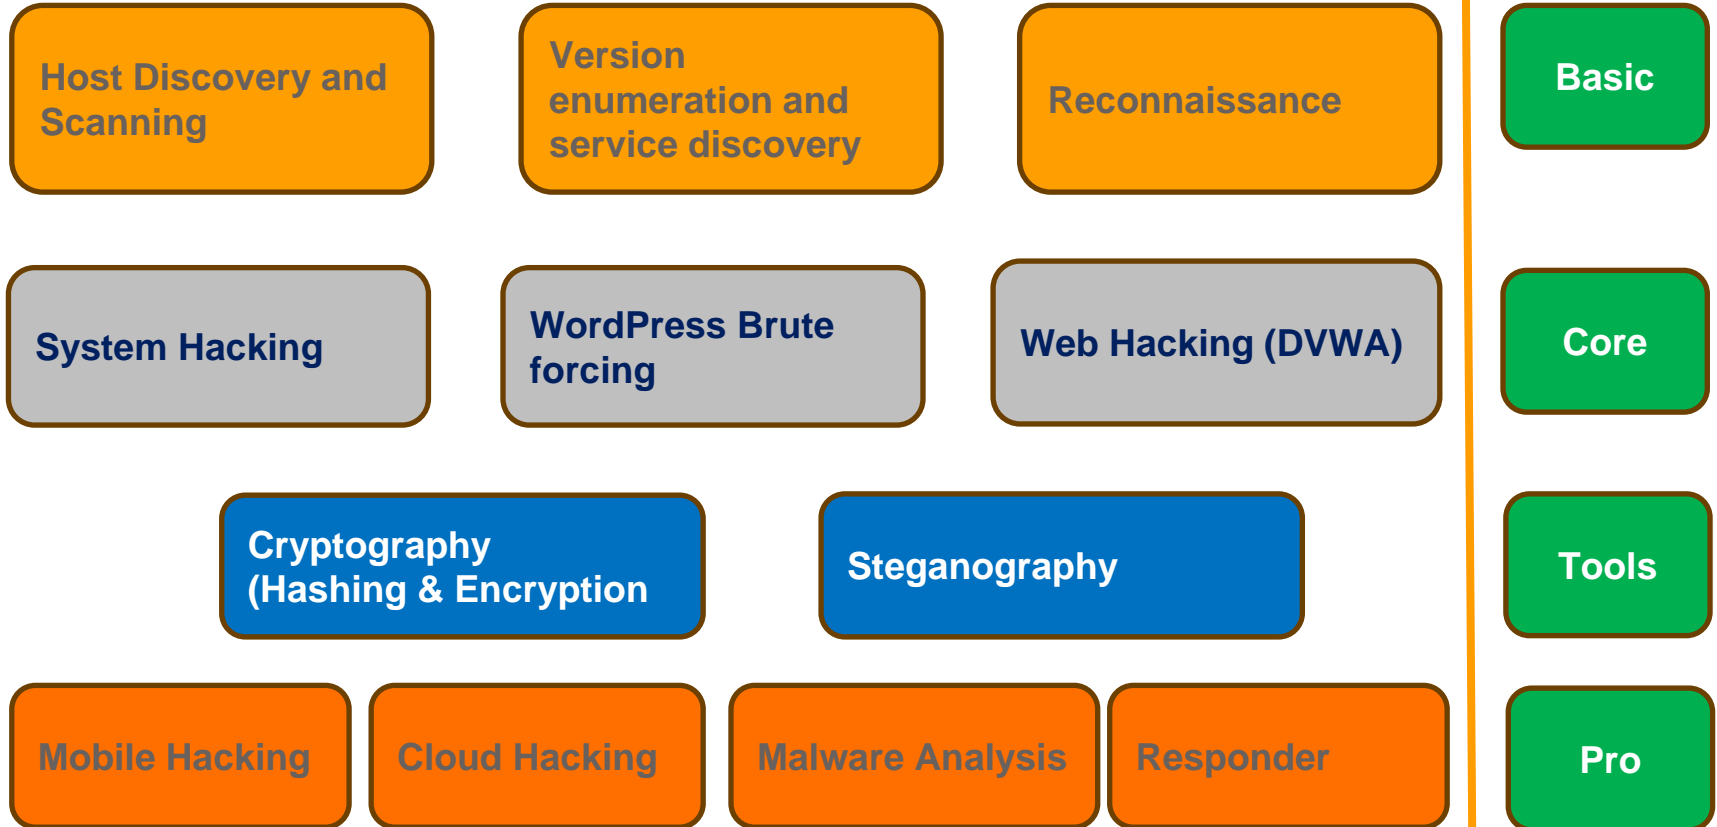 Host Discovery and
Scanning
Version
enumeration and
service discovery
Reconnaissance
Basic
System Hacking
WordPress Brute
forcing
Web Hacking (DVWA)
Core
Cryptography
(Hashing & Encryption
Steganography
Tools
Mobile Hacking
Cloud Hacking
Malware Analysis
Responder
Pro